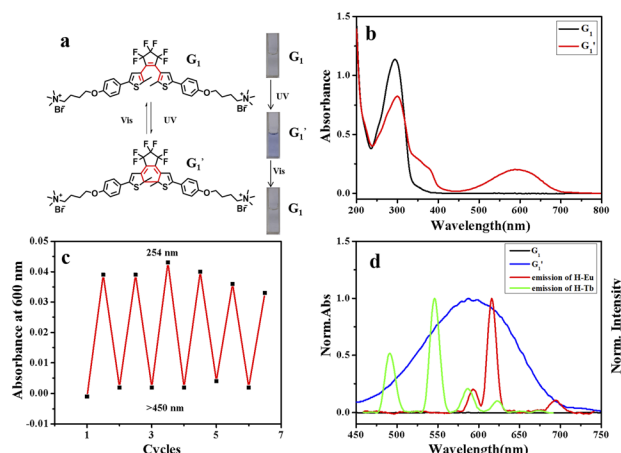 a
G1
F F F F F F
N+
Br-
O
S
S
O
N+
Br-
Vis
UV
G1'
F F F F F F
N+
Br-
O
S
S
O
N+
Br-
G1
UV
G1'
Vis
G1
b
G1
G1'
Absorbance
1.5
1.0
0.5
0.0
200 300 400 500 600 700 800
Wavelength(nm)
c
254 nm
>450 nm
Absorbance at 600 nm
0.05
0.04
0.03
0.02
0.01
0.00
-0.01
1 3 5 7
Cycles
d
G1
G1'
emission of H-Eu
emission of H-Tb
Norm.Abs
Norm. Intensity
1.5
1.0
0.5
0.0
450 500 550 600 650 700 750
Wavelength(nm)